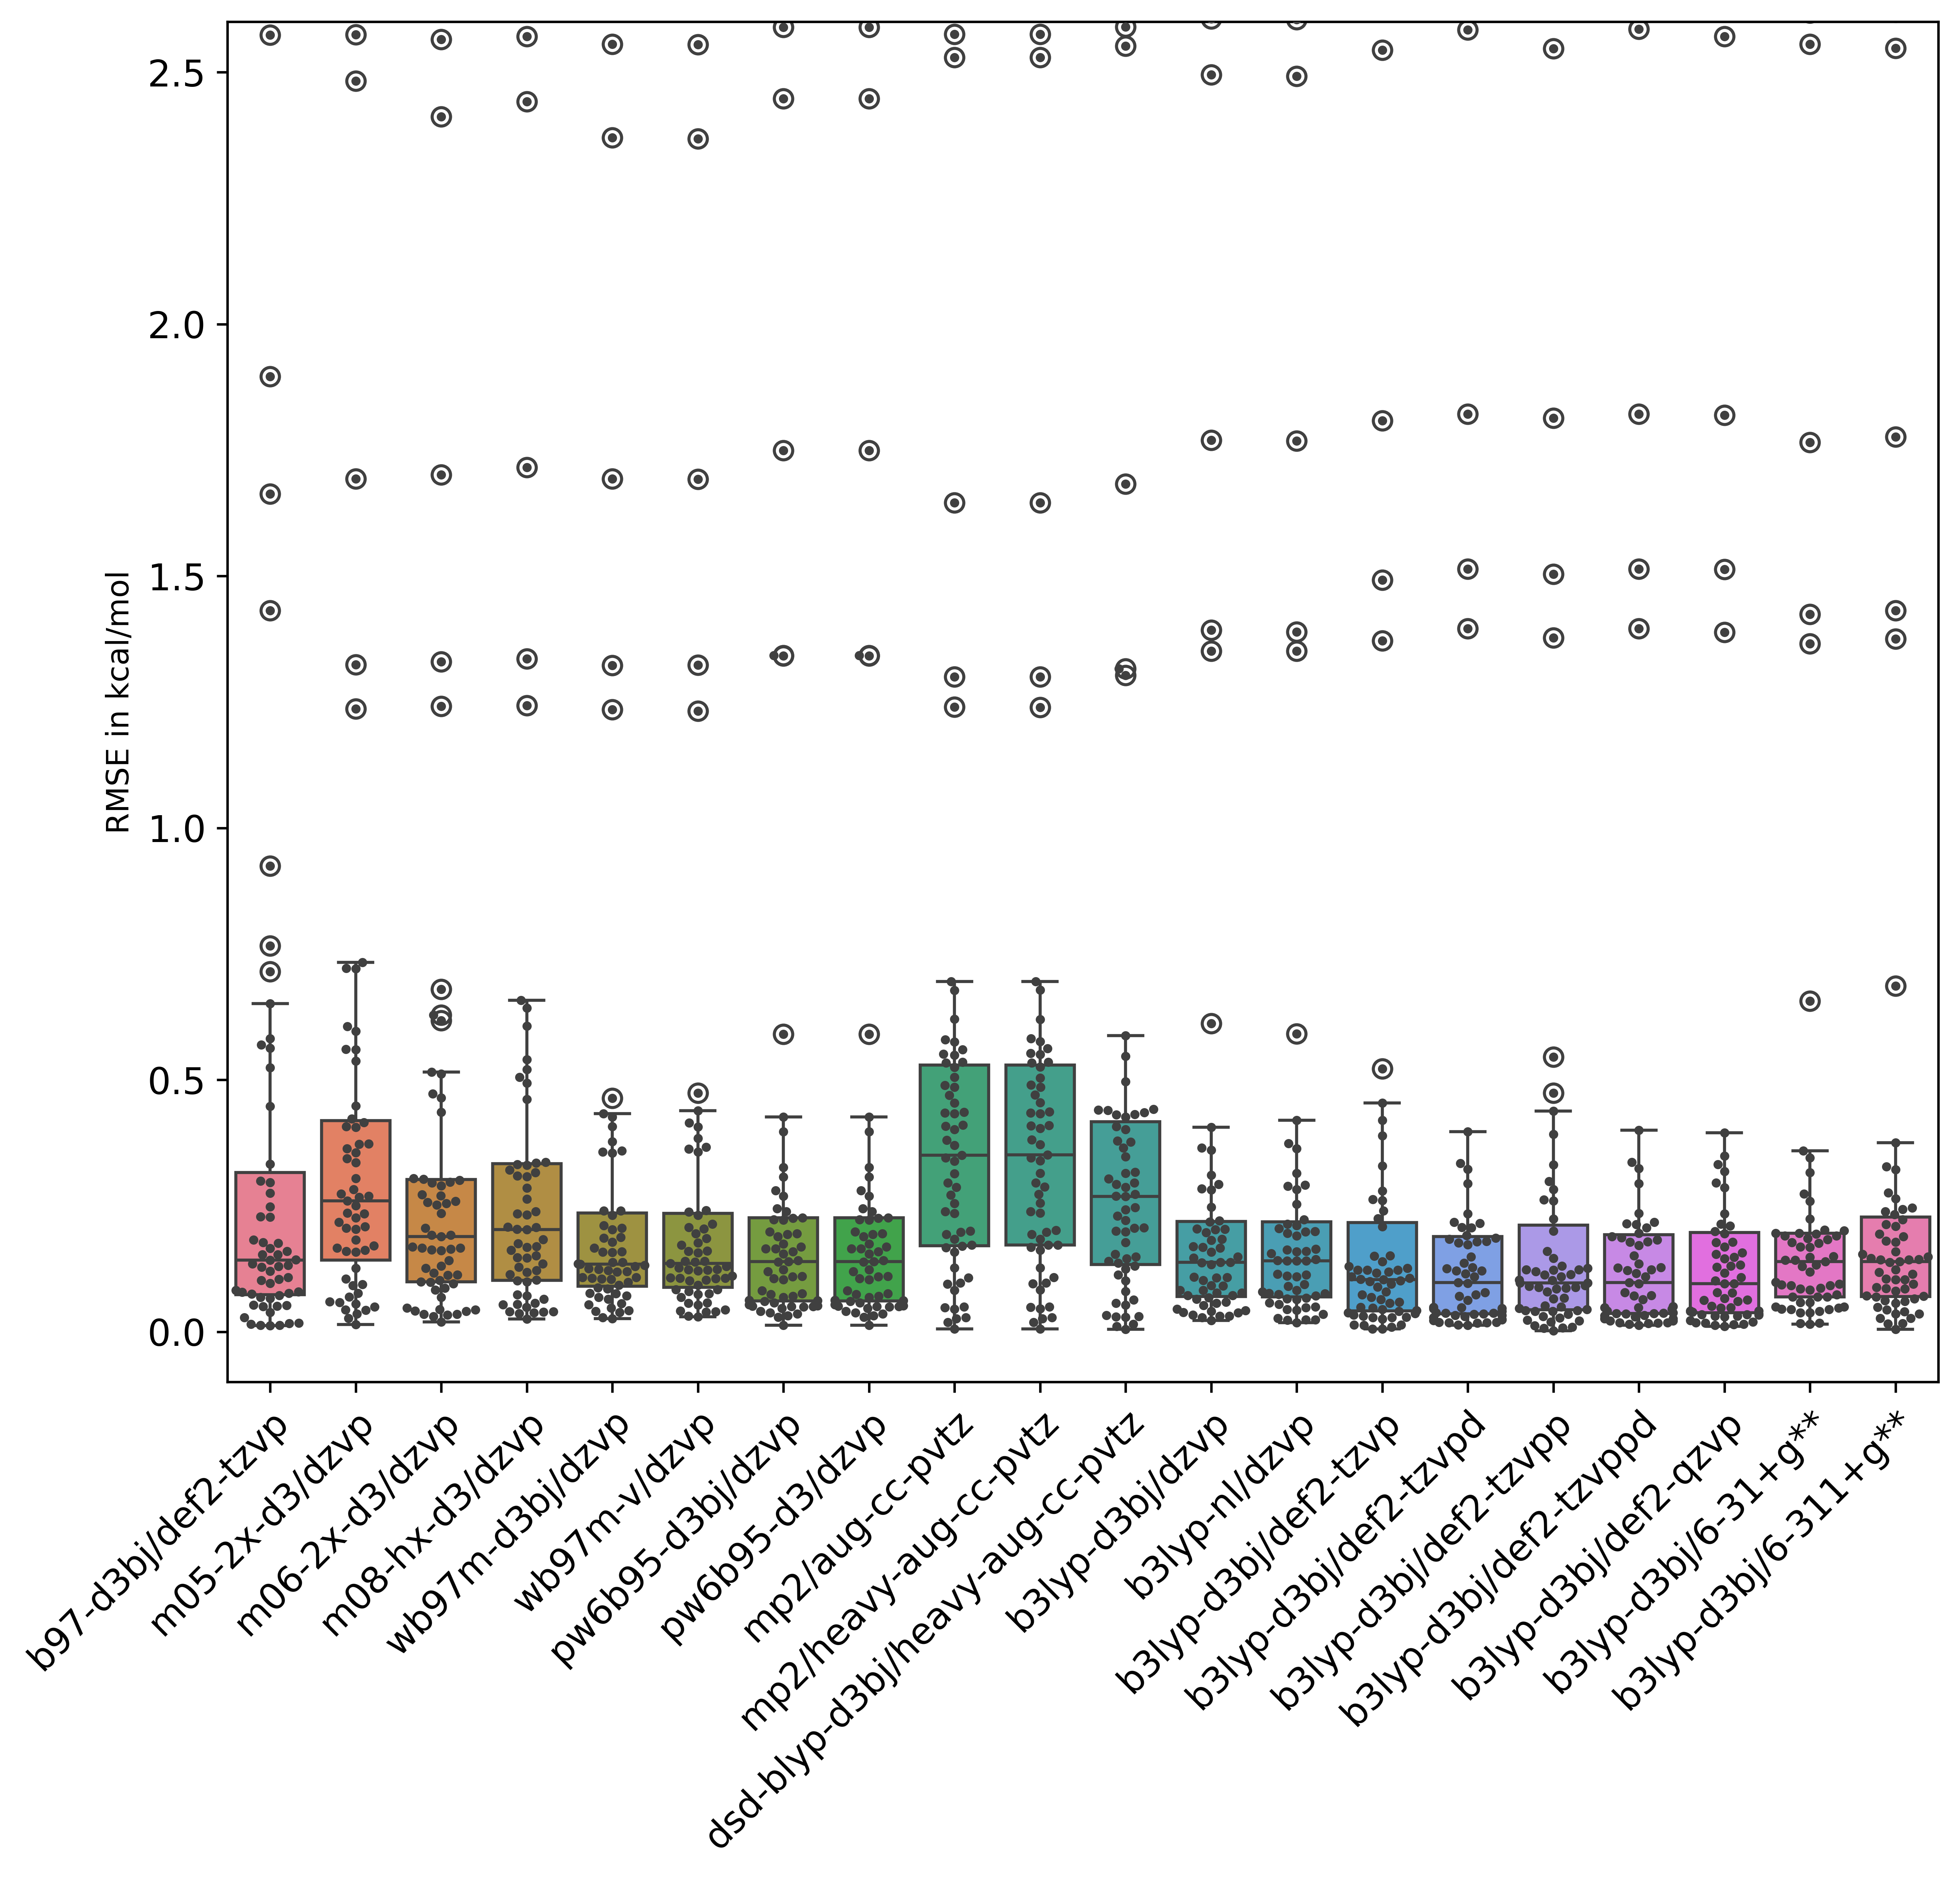 2.5
2.0
1.5
1.0
0.5
0.0
RMSE in kcal/mol
b97-d3bj/def2-tzvp
m05-2x-d3/dzvp
m06-2x-d3/dzvp
m08-hx-d3/dzvp
wb97m-d3bj/dzvp
wb97m-v/dzvp
pw6b95-d3bj/dzvp
pw6b95-d3/dzvp
mp2/aug-cc-pvtz
mp2/heavy-aug-cc-pvtz
dsd-blyp-d3bj/heavy-aug-cc-pvtz
b3lyp-d3bj/dzvp
b3lyp-nl/dzvp
b3lyp-d3bj/def2-tzvp
b3lyp-d3bj/def2-tzvpd
b3lyp-d3bj/def2-tzvpp
b3lyp-d3bj/def2-tzvppd
b3lyp-d3bj/def2-qzvp
b3lyp-d3bj/6-31+g**
b3lyp-d3bj/6-311+g**